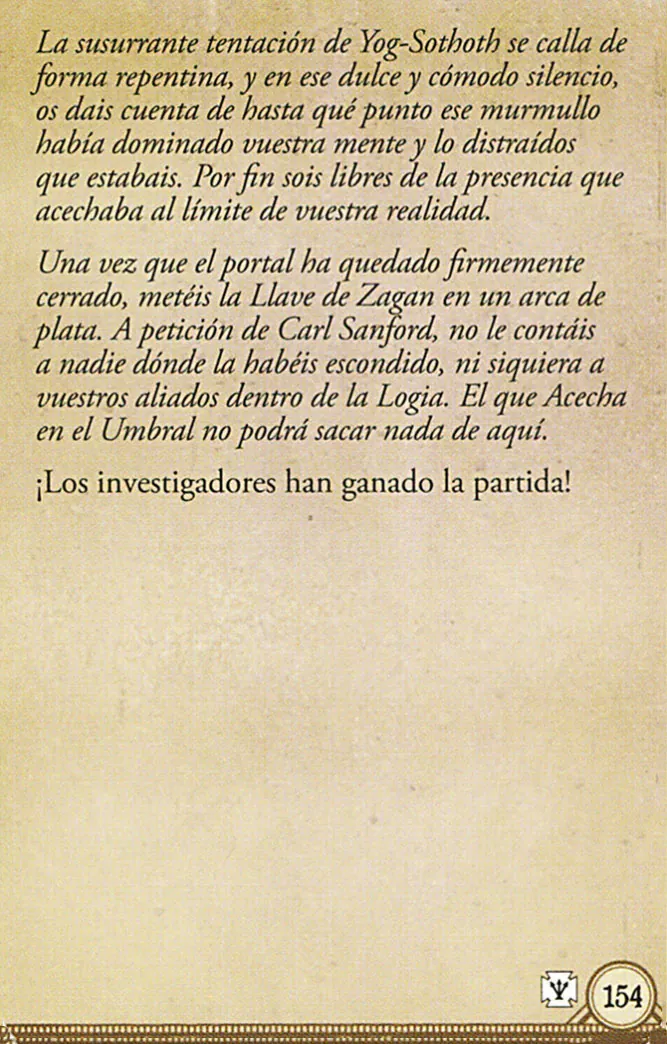 La susurrante tentación de Yog-Sothoth se calla de
forma repentina, y en ese dulce y cómodo silencio,
os dais cuenta de hasta qué punto ese murmullo
había dominado vuestra mente y lo distraídos
que estabais. Por fin sois libres de la presencia que
acechaba al límite de vuestra realidad.
Una vez que el portal ha quedado firmemente
cerrado, metéis la Llave de Zagan en un arca de
plata. A petición de Carl Sanford, no le contáis
a nadie dónde la habéis escondido, ni siquiera a
vuestros aliados dentro de la Logia. El que Acecha
en el Umbral no podrá sacar nada de aquí.
¡Los investigadores han ganado la partida!
154